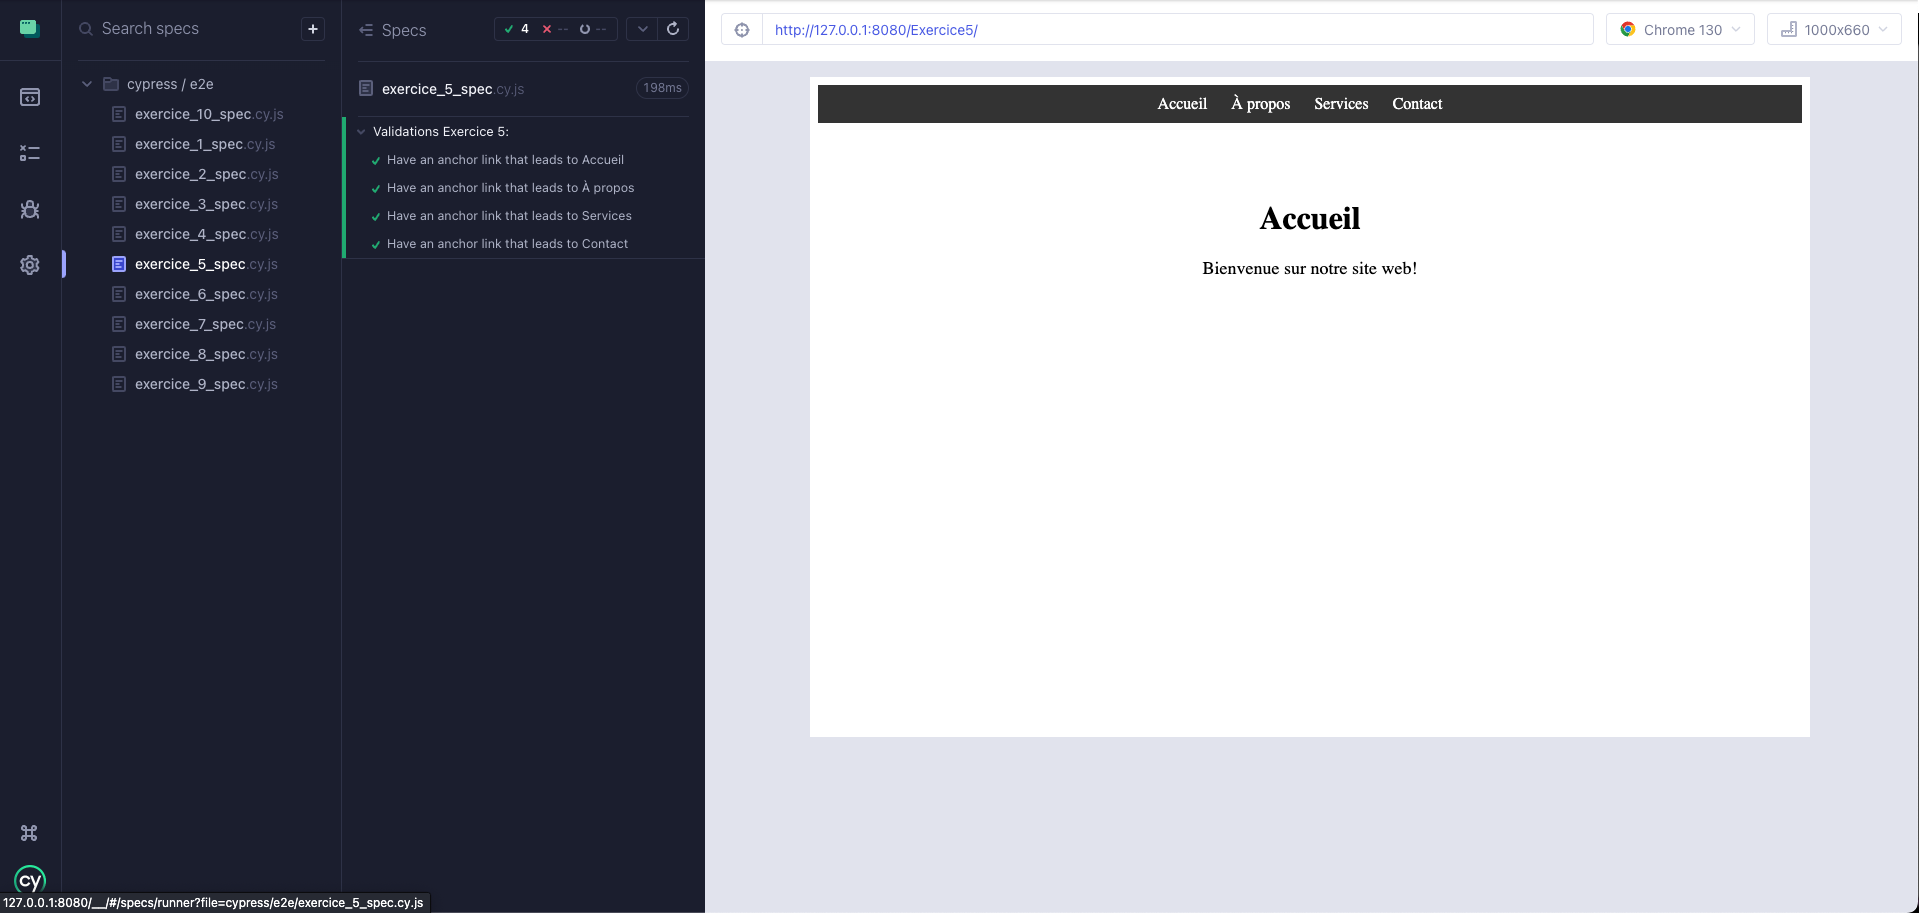 Search specs
+
cypress / e2e
exercice_10_spec.cy.js
exercice_1_spec.cy.js
exercice_2_spec.cy.js
exercice_3_spec.cy.js
exercice_4_spec.cy.js
exercice_5_spec.cy.js
exercice_6_spec.cy.js
exercice_7_spec.cy.js
exercice_8_spec.cy.js
exercice_9_spec.cy.js
cy
127.0.0.1:8080/__/#/specs/runner?file=cypress/e2e/exercice_5_spec.cy.js
Specs
4 -- --
exercice_5_spec.cy.js 198ms
Validations Exercice 5:
Have an anchor link that leads to Accueil
Have an anchor link that leads to À propos
Have an anchor link that leads to Services
Have an anchor link that leads to Contact
http://127.0.0.1:8080/Exercice5/ Chrome 130 1000x660
Accueil À propos Services Contact
Accueil
Bienvenue sur notre site web!